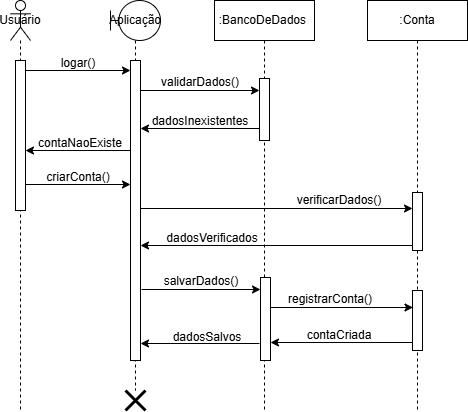 Usuário
Aplicação
:BancoDeDados
:Conta
logar()
validarDados()
dadosInexistentes
contaNaoExiste
criarConta()
verificarDados()
dadosVerificados
salvarDados()
registrarConta()
contaCriada
dadosSalvos